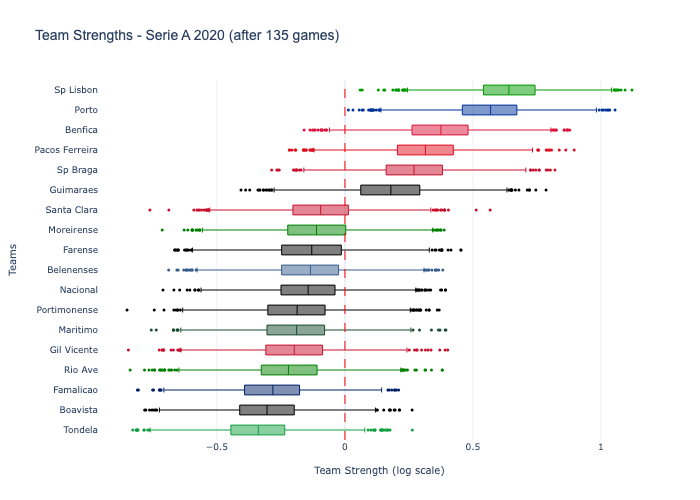 Team Strengths - Serie A 2020 (after 135 games)
Sp Lisbon
Porto
Benfica
Pacos Ferreira
Sp Braga
Guimaraes
Santa Clara
Moreirense
Farense
Belenenses
Nacional
Portimonense
Maritimo
Gil Vicente
Rio Ave
Famalicao
Boavista
Tondela
Teams
−0.5
0
0.5
1
Team Strength (log scale)